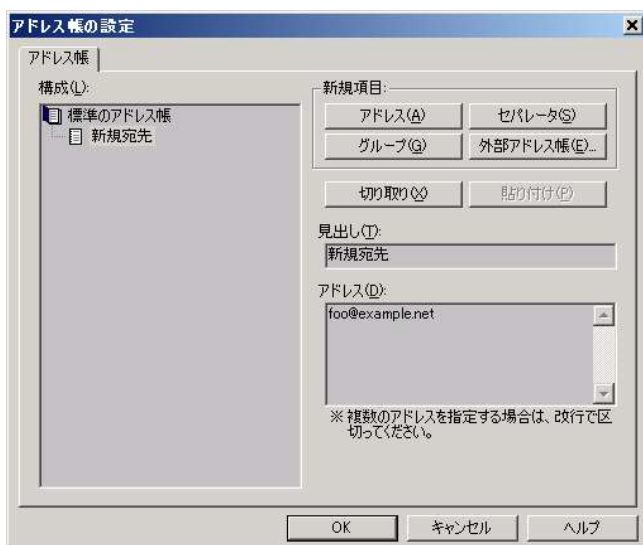 アドレス帳の設定
アドレス帳
構成(L):
標準のアドレス帳
新規宛先
新規項目:
アドレス(A)
セパレータ(S)
グループ(G)
外部アドレス帳(E)...
切り取り(X)
貼り付け(P)
見出し(T):
新規宛先
アドレス(D):
foo@example.net
※ 複数のアドレスを指定する場合は、改行で区
切ってください。
OK
キャンセル
ヘルプ